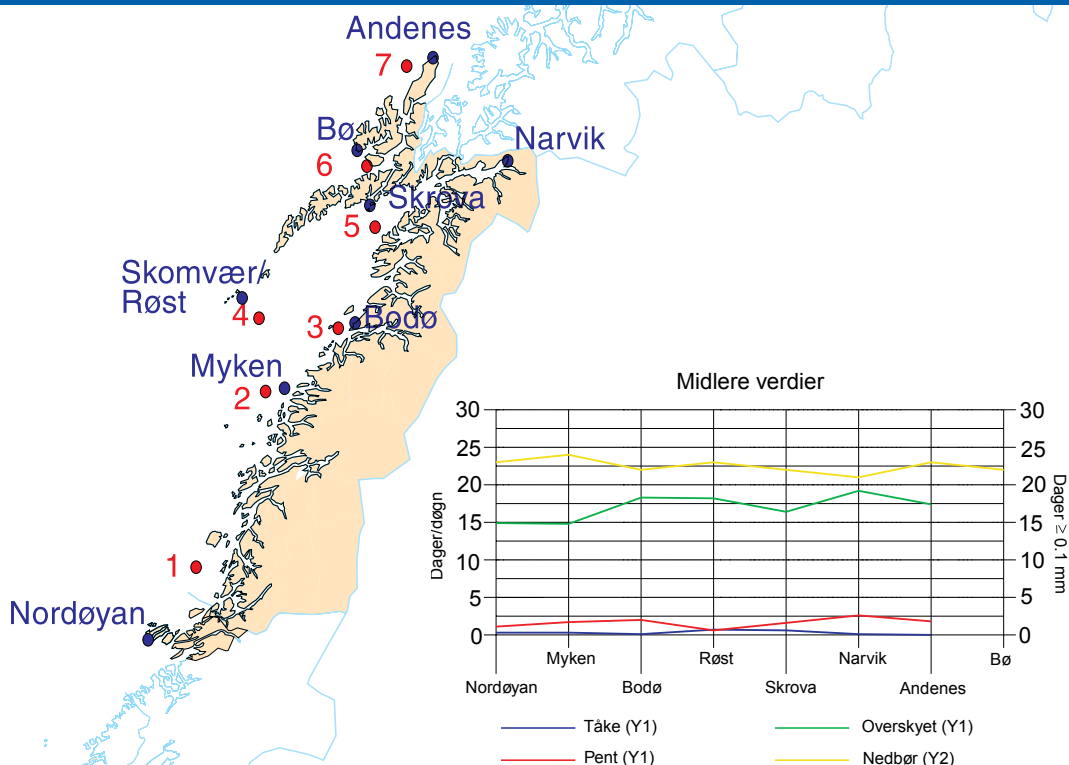 Andenes
7
Bø
Narvik
6
Skrova
5
Skomvær/
Røst
4
3
Bodø
Myken
2
1
Nordøyan
Midlere verdier
30
25
20
15
10
5
0
Dager/døgn
30
25
20
15
10
5
0
Dager ≥ 0.1 mm
Myken Røst Narvik Bø
Nordøyan Bodø Skrova Andenes
Tåke (Y1) Overskyet (Y1)
Pent (Y1) Nedbør (Y2)